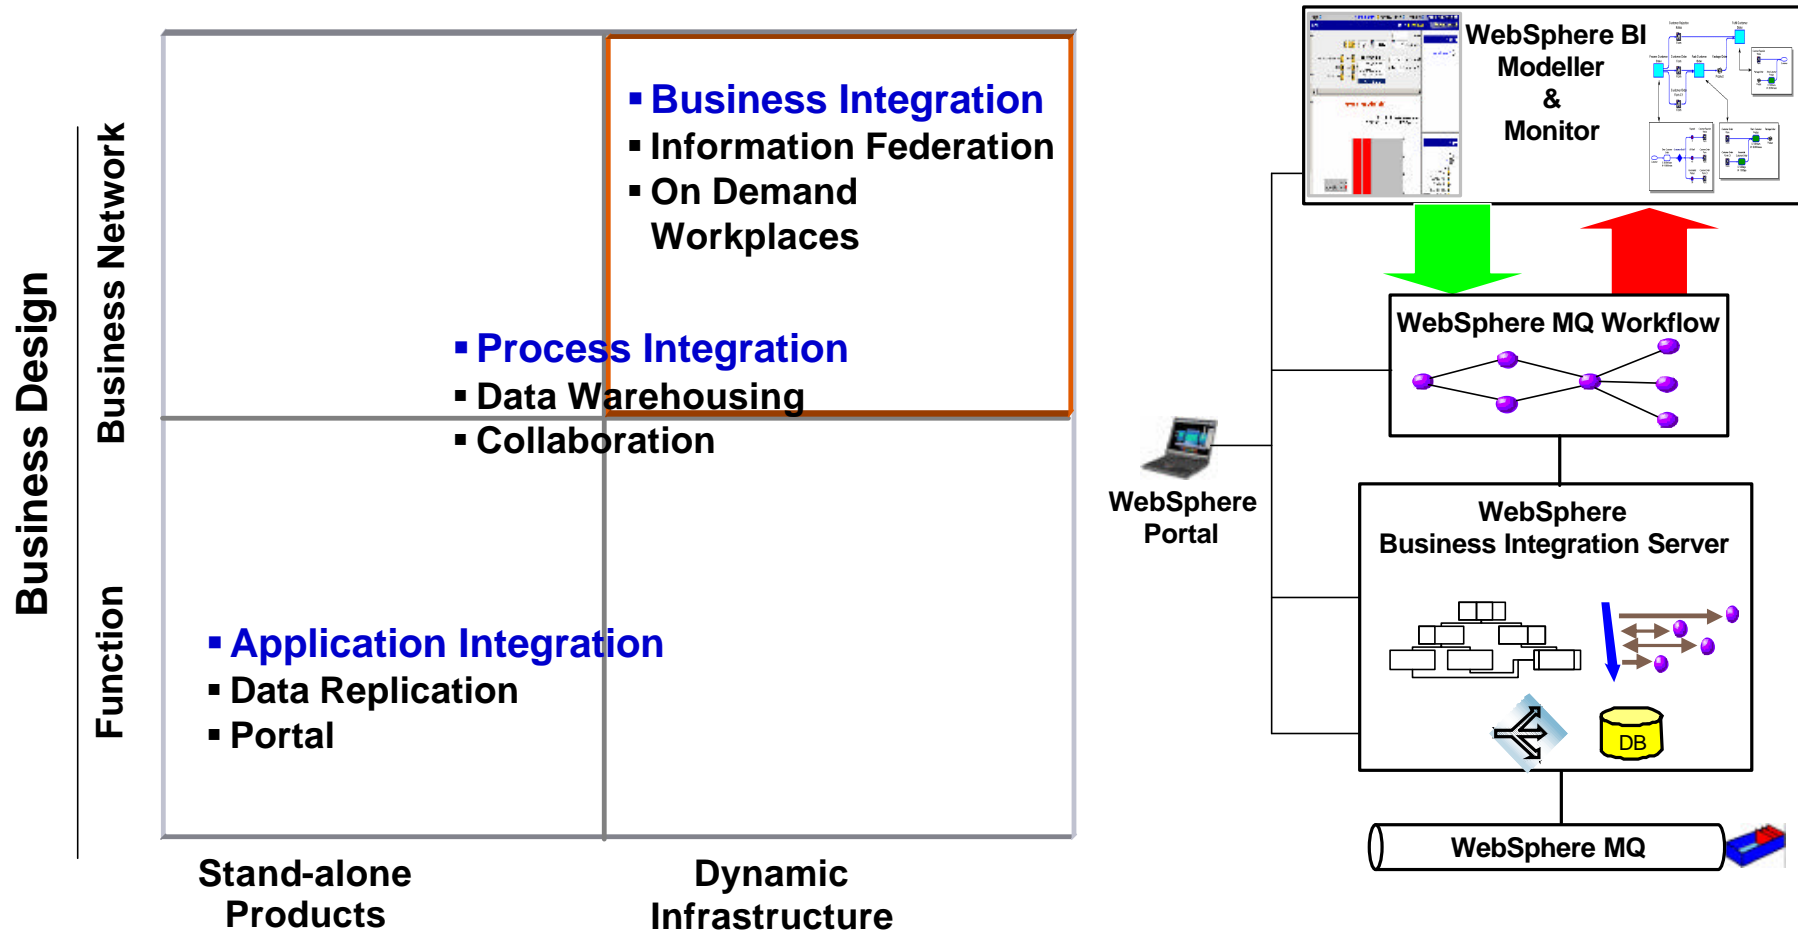 Business Design
Business Network
Function
▪ Business Integration
▪ Information Federation
▪ On Demand
Workplaces
▪ Process Integration
▪ Data Warehousing
▪ Collaboration
▪ Application Integration
▪ Data Replication
▪ Portal
Stand-alone
Products
Dynamic
Infrastructure
WebSphere BI
Modeller
&
Monitor
WebSphere MQ Workflow
WebSphere
Portal
WebSphere
Business Integration Server
DB
WebSphere MQ